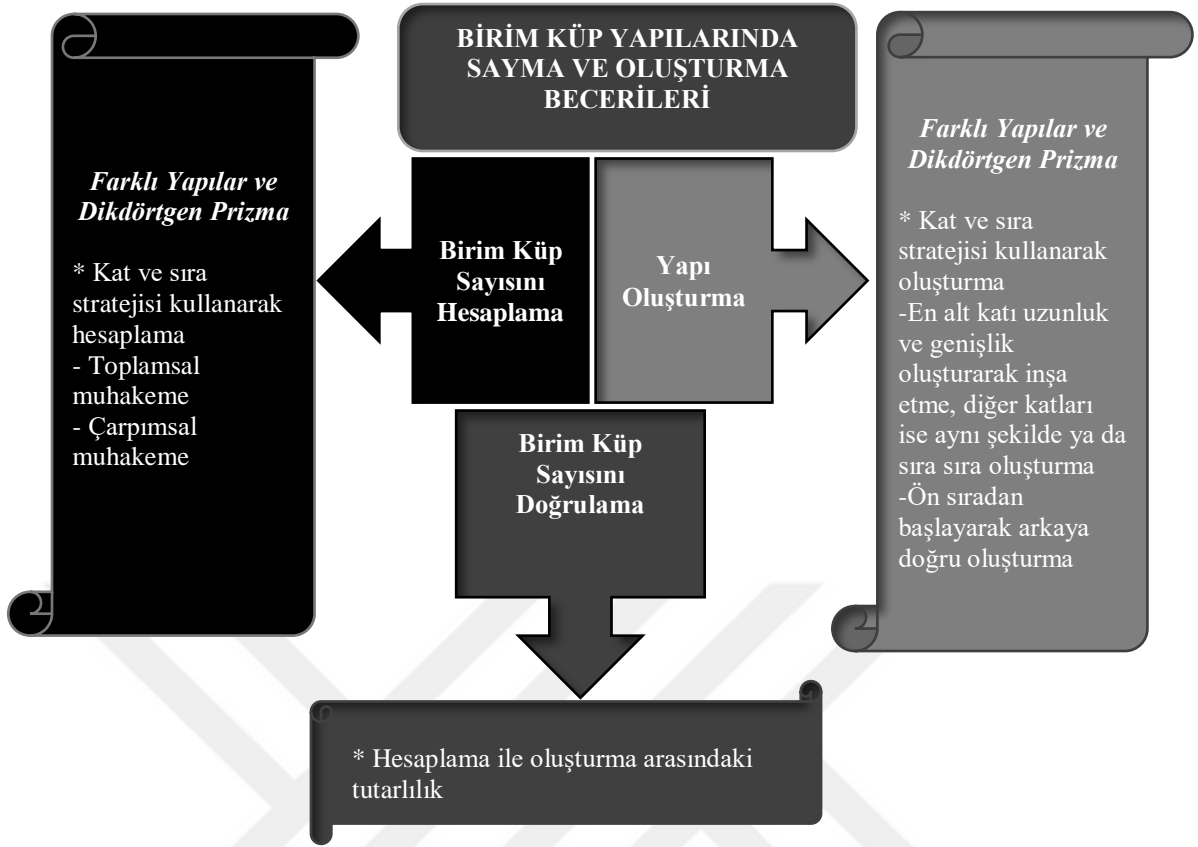 BİRİM KÜP YAPILARINDA
SAYMA VE OLUŞTURMA
BECERİLERİ
Farklı Yapılar ve
Dikdörtgen Prizma
* Kat ve sıra
stratejisi kullanarak
hesaplama
- Toplamsal
muhakeme
- Çarpımsal
muhakeme
Birim Küp
Sayısını
Hesaplama
Yapı
Oluşturma
Farklı Yapılar ve
Dikdörtgen Prizma
* Kat ve sıra
stratejisi kullanarak
oluşturma
-En alt katı uzunluk
ve genişlik
oluşturarak inşa
etme, diğer katları
ise aynı şekilde ya da
sıra sıra oluşturma
-Ön sıradan
başlayarak arkaya
doğru oluşturma
Birim Küp
Sayısını
Doğrulama
* Hesaplama ile oluşturma arasındaki
tutarlılık